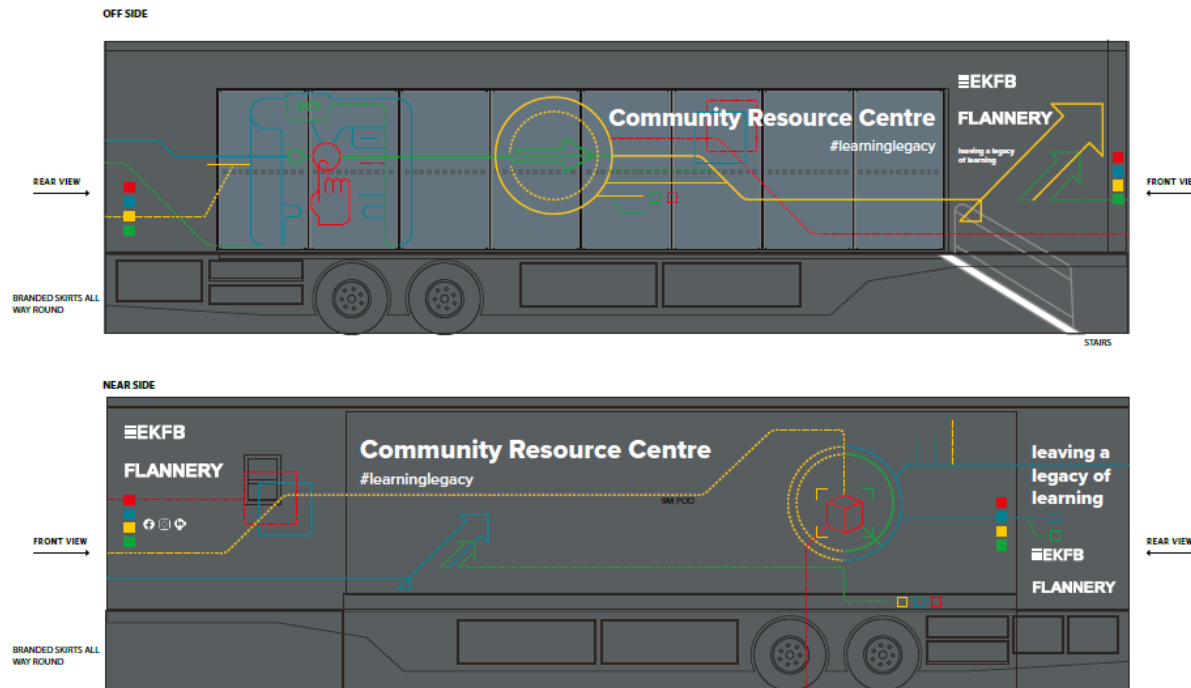 OFF SIDE
EKFB
FLANNERY
Community Resource Centre
#learninglegacy
leaving a legacy
of learning
REAR VIEW
FRONT VIE
BRANDED SKIRTS ALL
WAY ROUND
STAIRS
NEAR SIDE
EKFB
FLANNERY
Community Resource Centre
#learninglegacy
9M POD
leaving a
legacy of
learning
FRONT VIEW
REAR VIEW
EKFB
FLANNERY
BRANDED SKIRTS ALL
WAY ROUND